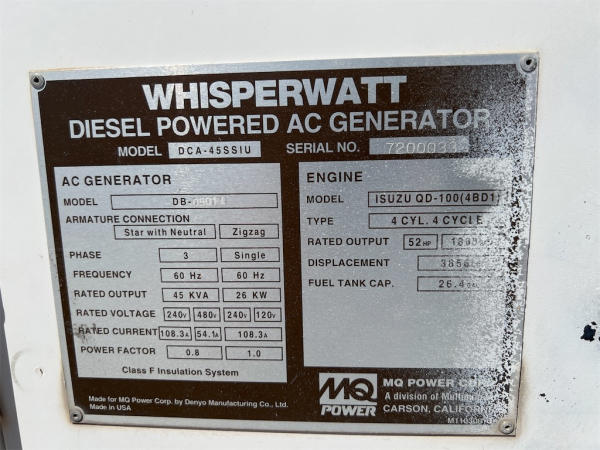 WHISPERWATT
DIESEL POWERED AC GENERATOR
MODEL DCA-45SSIU SERIAL NO.
AC GENERATOR
MODEL
ARMATURE CONNECTION
Star with Neutral Zigzag
PHASE 3 Single
FREQUENCY 60 Hz 60 Hz
RATED OUTPUT 45 KVA 26 KW
RATED VOLTAGE 240V 480V 240V 120V
RATED CURRENT 108.3A 54.1A 108.3A
POWER FACTOR 0.8 1.0
Class F Insulation System
Made for MQ Power Corp. by Denyo Manufacturing Co., Ltd.
Made in USA
ENGINE
MODEL ISUZU QD-100(4BD1)
TYPE 4 CYL. 4 CYCLE
RATED OUTPUT 52HP
DISPLACEMENT
FUEL TANK CAP. 26.4
MQ
POWER
MQ POWER CORP.
A division of
CARSON, CALIFORNIA